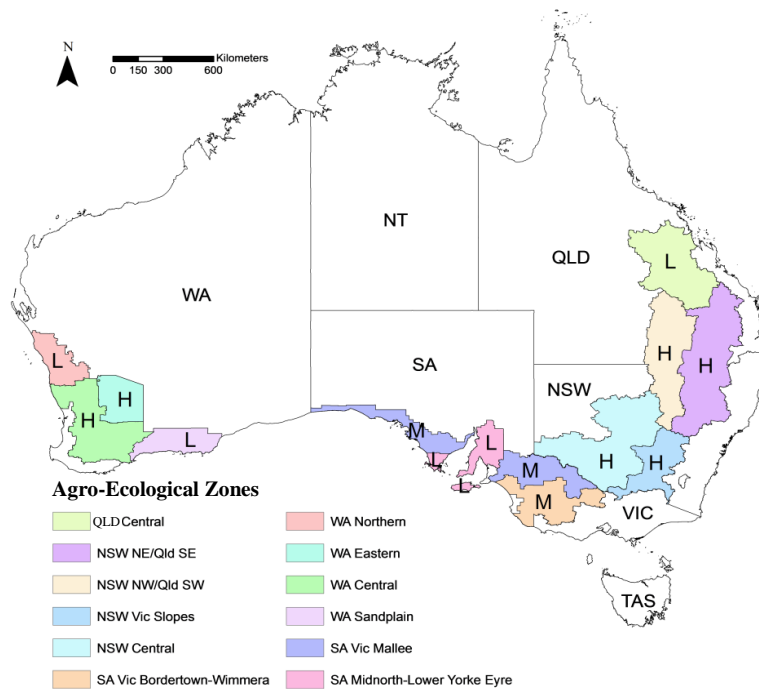 N
Kilometers
0 150 300 600
NT
QLD
L
WA
SA
L
H
H
L
H
H
NSW
M
L
L
L
M
H
H
L
M
VIC
TAS
Agro-Ecological Zones
QLD Central
NSW NE/Qld SE
NSW NW/Qld SW
NSW Vic Slopes
NSW Central
SA Vic Bordertown-Wimmera
WA Northern
WA Eastern
WA Central
WA Sandplain
SA Vic Mallee
SA Midnorth-Lower Yorke Eyre